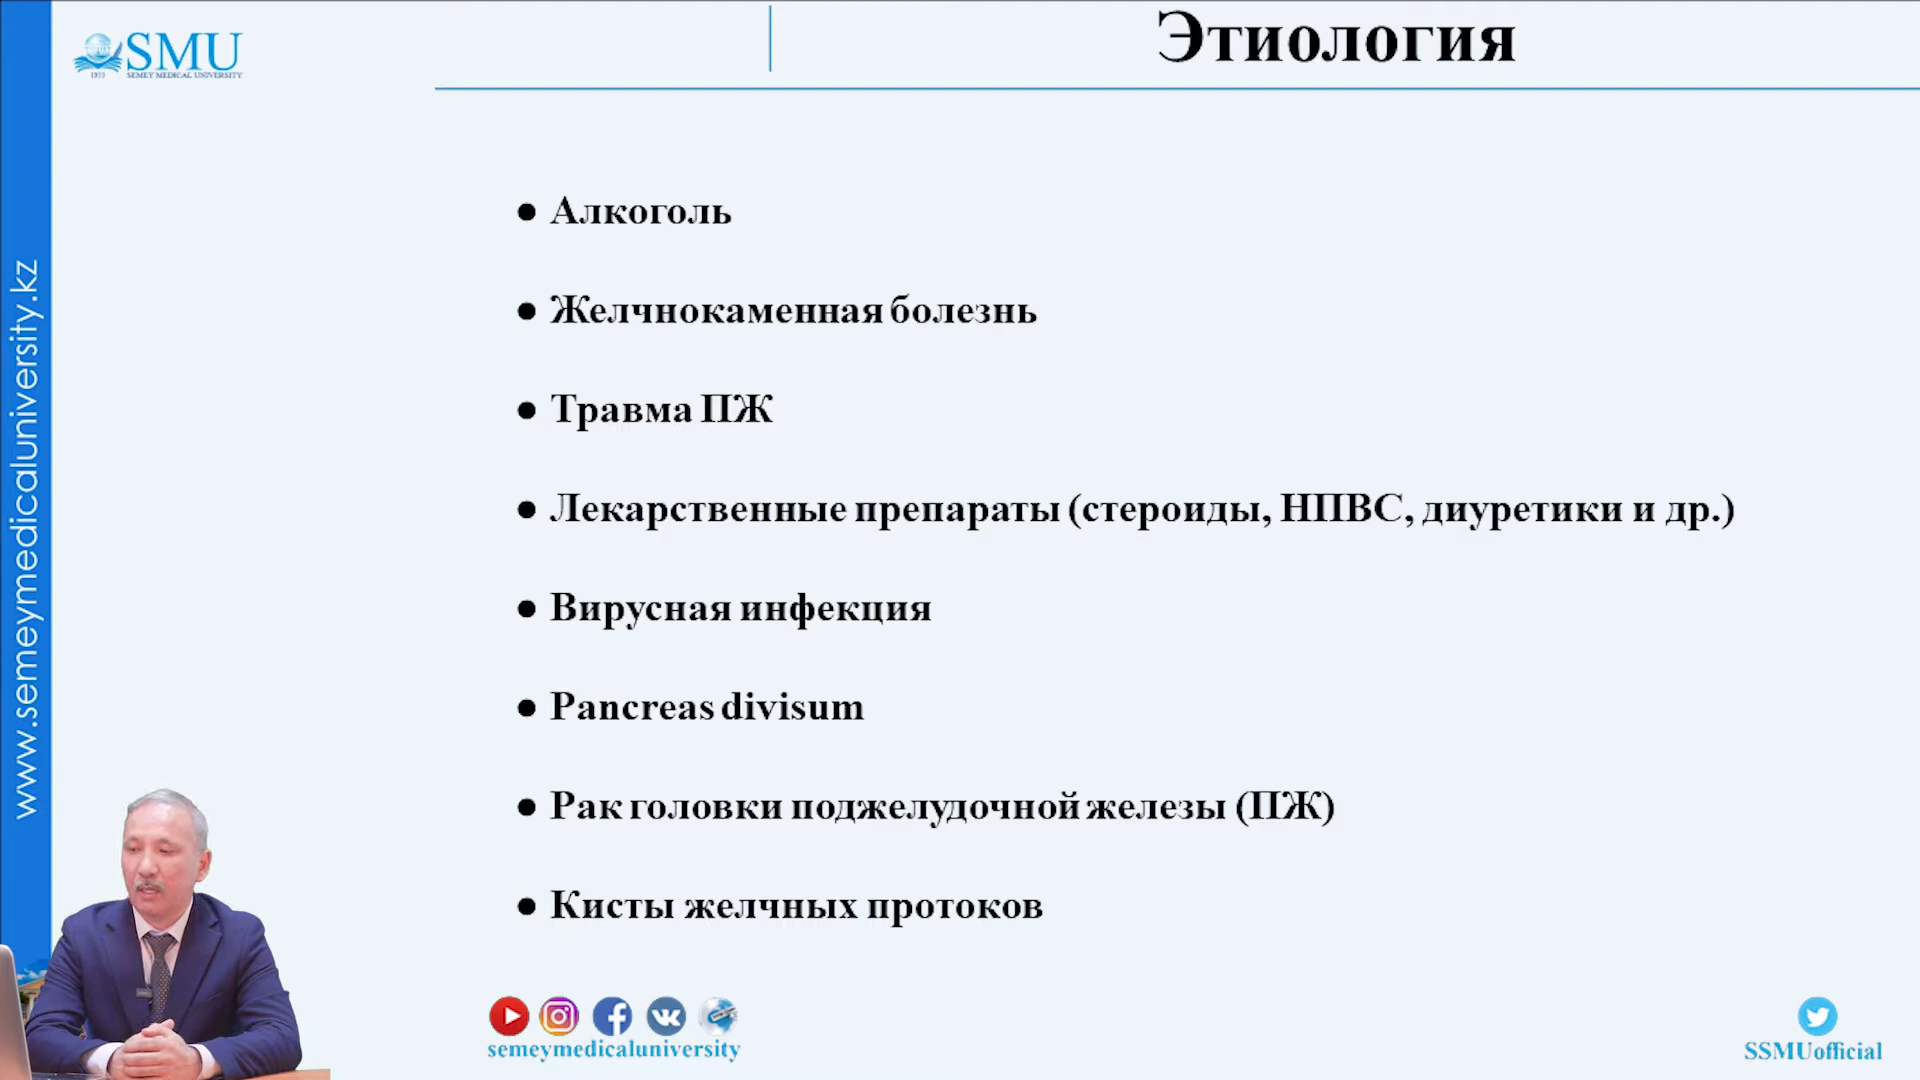 SMU
1953
SEMEY MEDICAL UNIVERSITY
Этиология
www.semeymedicaluniversity.kz
● Алкоголь
● Желчнокаменная болезнь
● Травма ПЖ
● Лекарственные препараты (стероиды, НПВС, диуретики и др.)
● Вирусная инфекция
● Pancreas divisum
● Рак головки поджелудочной железы (ПЖ)
● Кисты желчных протоков
semeymedicaluniversity
SSMUofficial